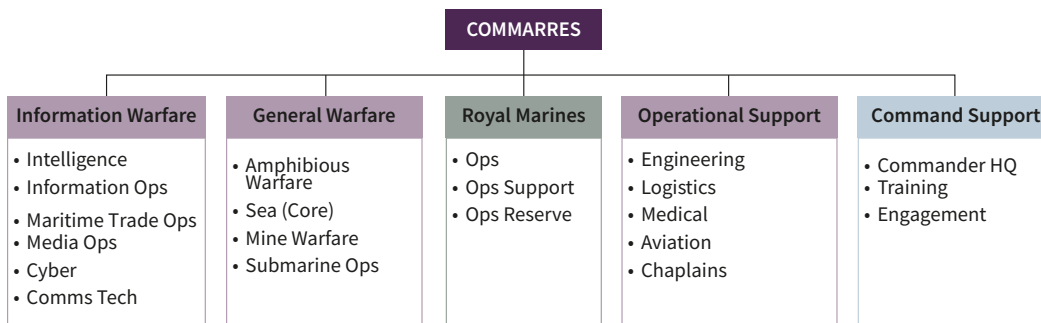 COMMARRES
Information Warfare
• Intelligence
• Information Ops
• Maritime Trade Ops
• Media Ops
• Cyber
• Comms Tech
General Warfare
• Amphibious
Warfare
• Sea (Core)
• Mine Warfare
• Submarine Ops
Royal Marines
• Ops
• Ops Support
• Ops Reserve
Operational Support
• Engineering
• Logistics
• Medical
• Aviation
• Chaplains
Command Support
• Commander HQ
• Training
• Engagement